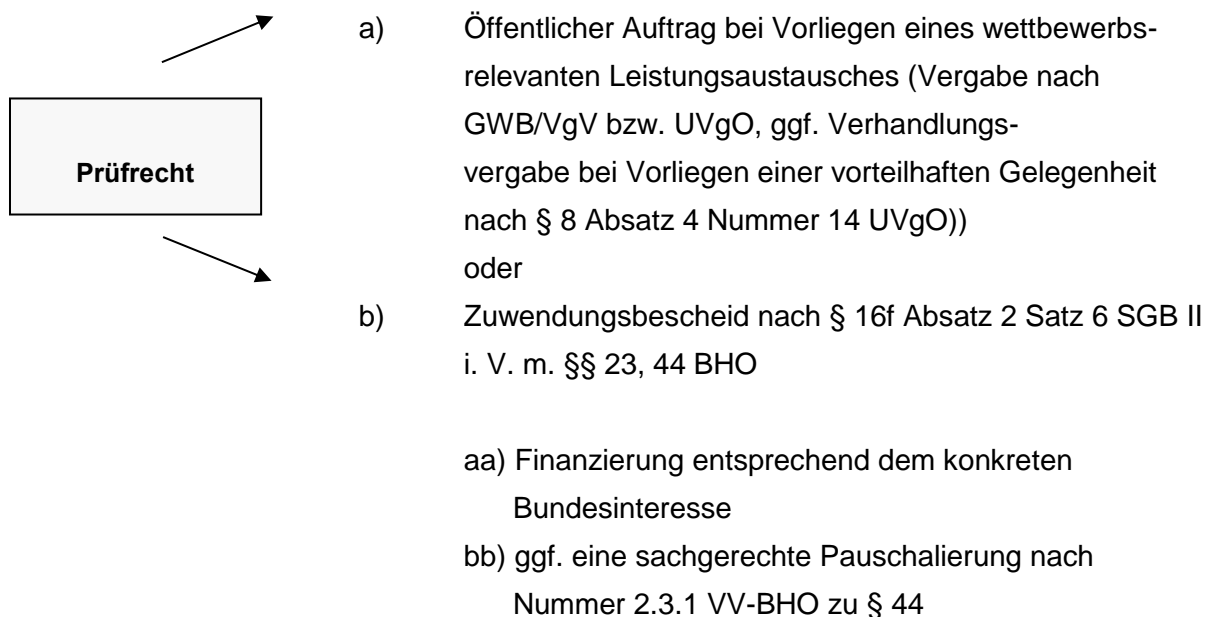 a) Öffentlicher Auftrag bei Vorliegen eines wettbewerbs-
relevanten Leistungsaustausches (Vergabe nach
GWB/VgV bzw. UVgO, ggf. Verhandlungs-
Prüfrecht
vergabe bei Vorliegen einer vorteilhaften Gelegenheit
nach § 8 Absatz 4 Nummer 14 UVgO))
oder
b) Zuwendungsbescheid nach § 16f Absatz 2 Satz 6 SGB II
i. V. m. §§ 23, 44 BHO
aa) Finanzierung entsprechend dem konkreten
Bundesinteresse
bb) ggf. eine sachgerechte Pauschalierung nach
Nummer 2.3.1 VV-BHO zu § 44